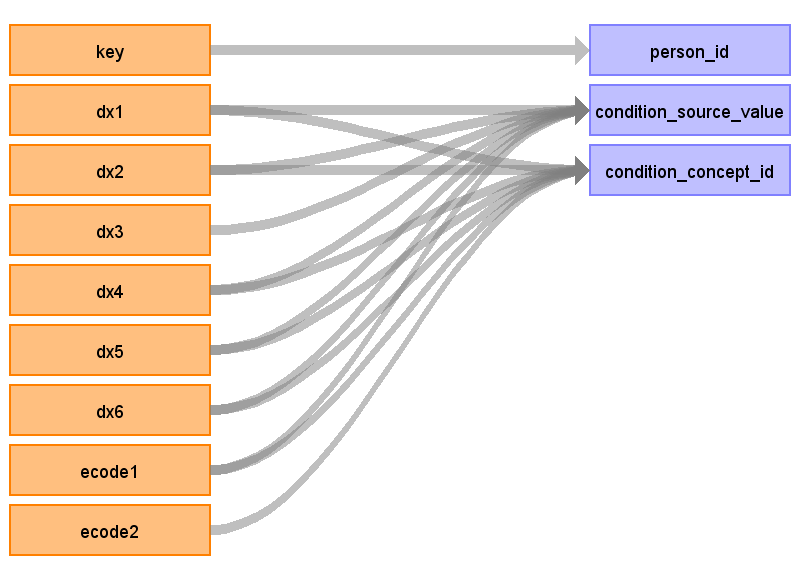 key
person_id
dx1
condition_source_value
dx2
condition_concept_id
dx3
dx4
dx5
dx6
ecode1
ecode2